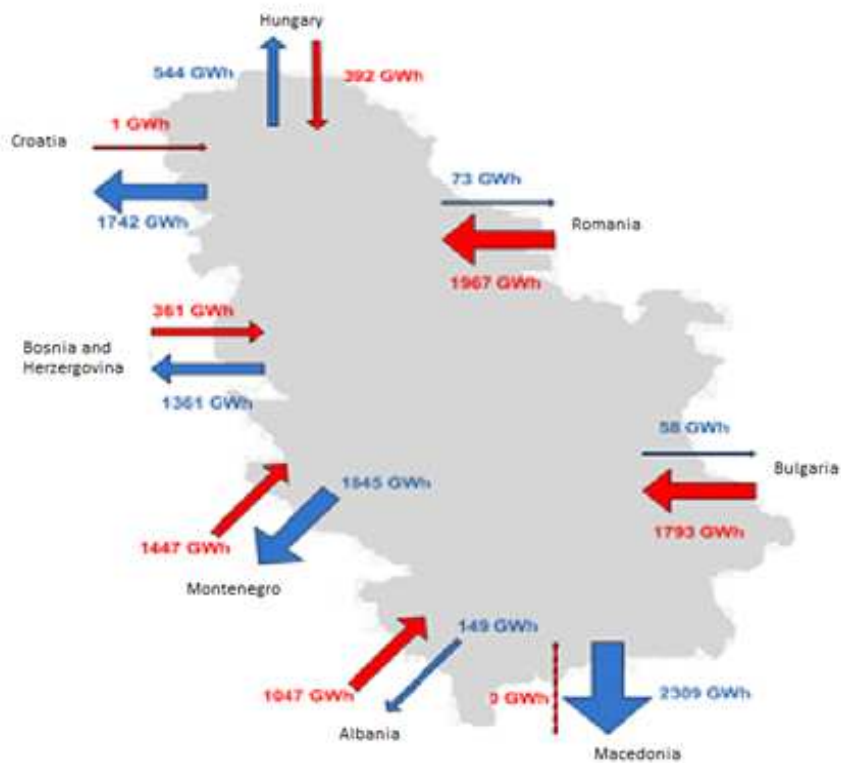 Hungary
544 GWh
392 GWh
1 GWh
Croatia
1742 GWh
73 GWh
Romania
1967 GWh
361 GWh
Bosnia and
Herzergovina
1361 GWh
58 GWh
Bulgaria
1793 GWh
1645 GWh
1447 GWh
Montenegro
149 GWh
1047 GWh
Albania
0 GWh
2309 GWh
Macedonia